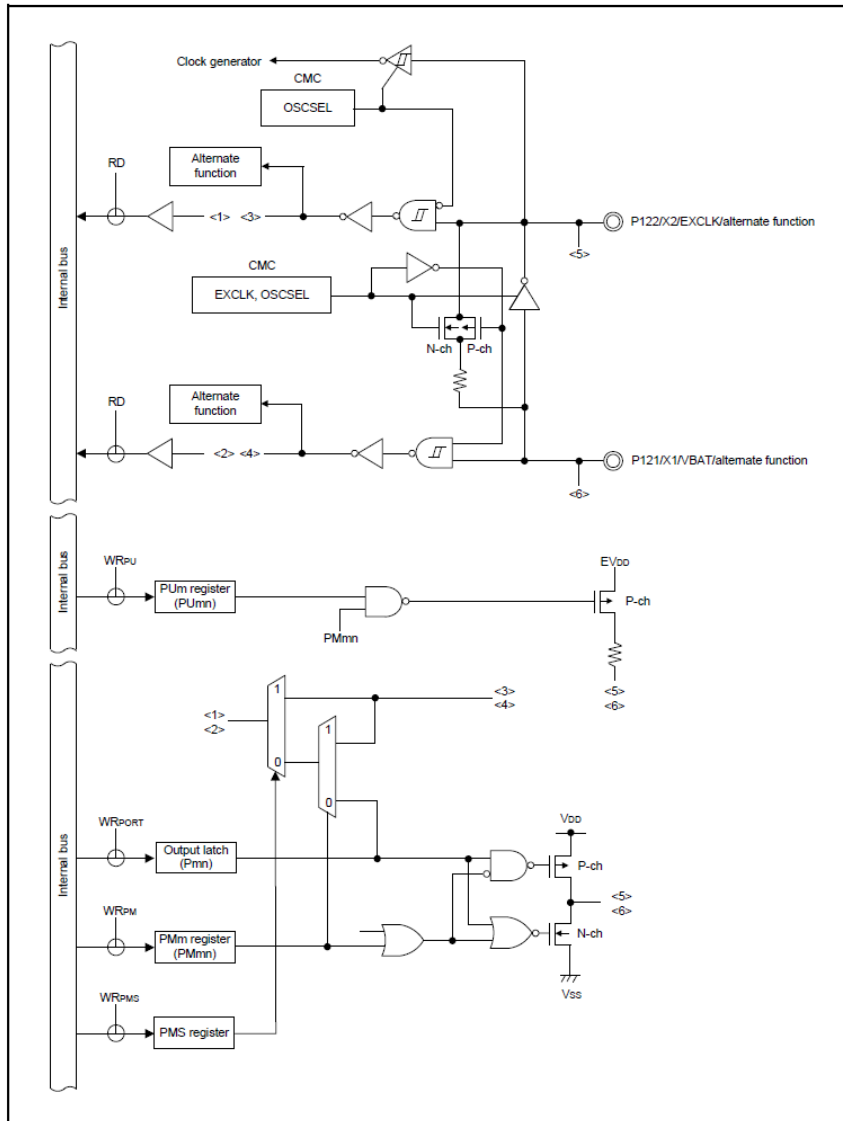 Clock generator
CMC
OSCSEL
RD
Alternate
function
<1> <3>
P122/X2/EXCLK/alternate function
<5>
Internal bus
CMC
EXCLK, OSCSEL
N-ch P-ch
RD
Alternate
function
<2> <4>
P121/X1/VBAT/alternate function
<6>
Internal bus
WRPU
PUm register
(PUmn)
PMmn
EVDD
P-ch
<5>
<6>
Internal bus
1
<3>
<4>
<1>
<2>
1
0
0
WRPORT
Output latch
(Pmn)
VDD
P-ch
<5>
<6>
WRPM
PMm register
(PMmn)
N-ch
VSS
WRPMS
PMS register